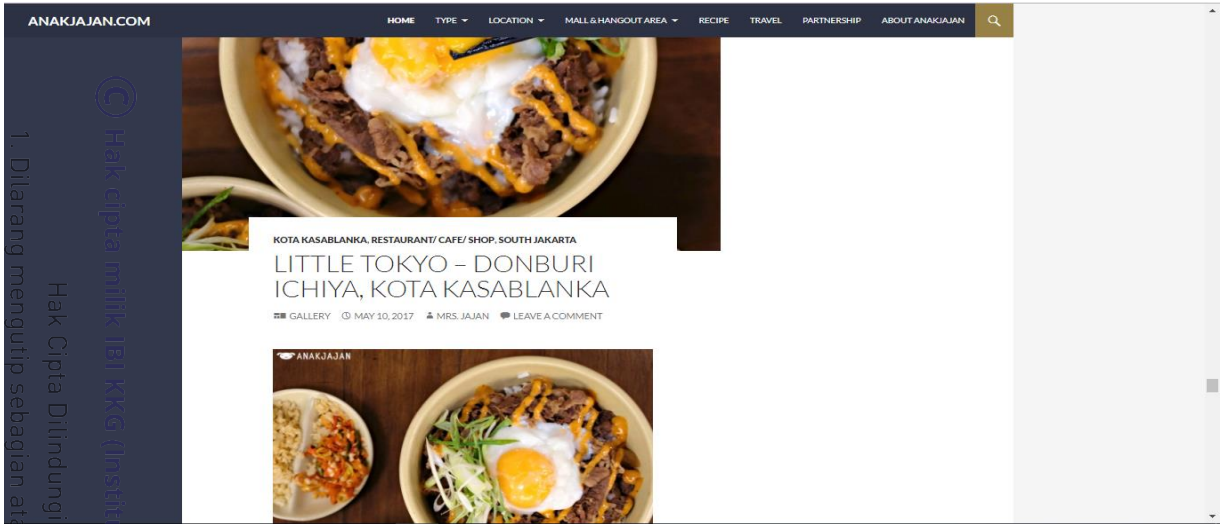 ANAKJAJAN.COM
HOME TYPE LOCATION MALL & HANGOUT AREA RECIPE TRAVEL PARTNERSHIP ABOUT ANAKJAJAN
KOTA KASABLANKA, RESTAURANT/ CAFE/ SHOP, SOUTH JAKARTA
LITTLE TOKYO – DONBURI
ICHIYA, KOTA KASABLANKA
GALLERY MAY 10, 2017 MRS. JAJAN LEAVE A COMMENT
ANAKJAJAN
© Hak cipta milik IBI KKG (Institu
Hak Cipta Dilindungi
1. Dilarang mengutip sebagian ata